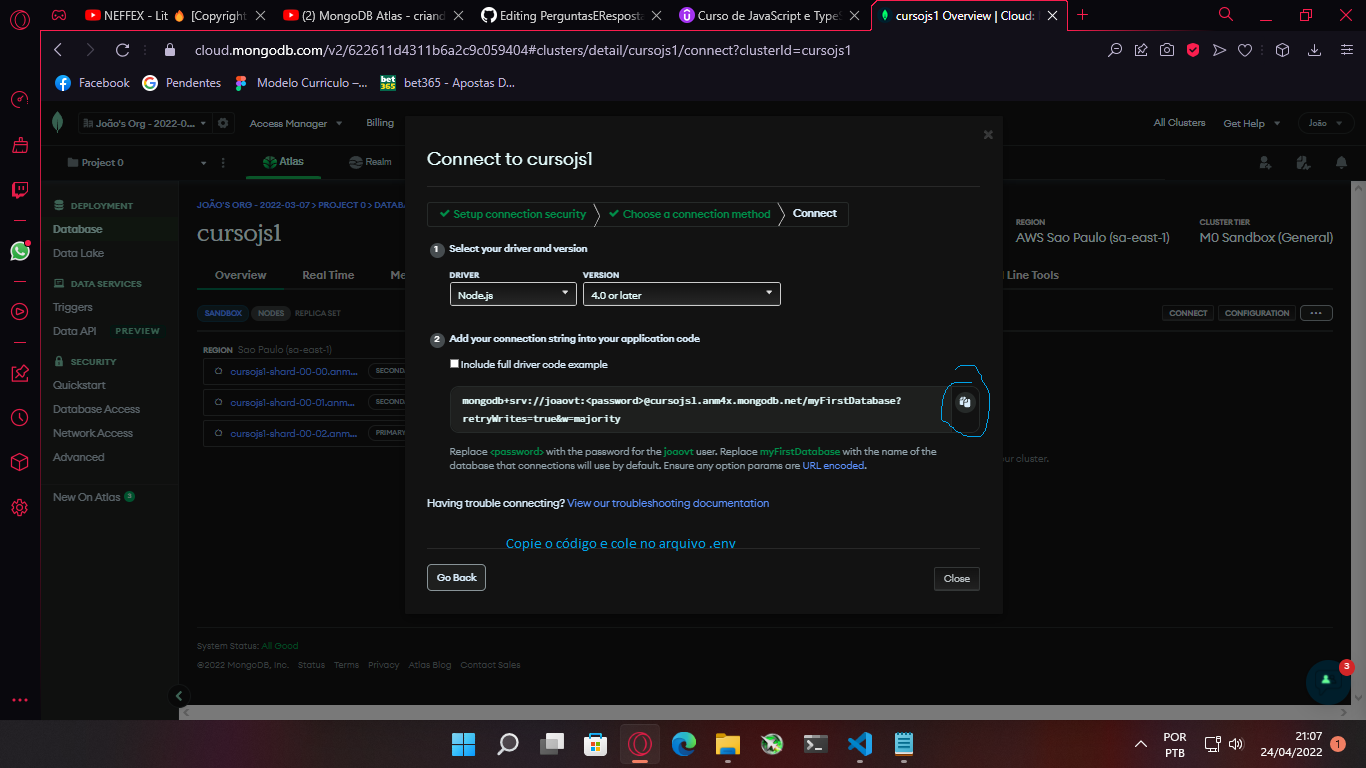 NEFFEX - Lit 🔥 [Copyright
(2) MongoDB Atlas - criand
Editing PerguntasERespost
Curso de JavaScript e TypeS
cursojs1 Overview | Cloud:
cloud.mongodb.com/v2/622611d4311b6a2c9c059404#clusters/detail/cursojs1/connect?clusterId=cursojs1
Facebook
Pendentes
Modelo Curriculo –...
bet365 - Apostas D...
João's Org - 2022-0...
Access Manager
Billing
All Clusters
Get Help
João
Project 0
Atlas
Realm
DEPLOYMENT
Database
Data Lake
DATA SERVICES
Triggers
Data API PREVIEW
SECURITY
Quickstart
Database Access
Network Access
Advanced
New On Atlas 3
JOÃO'S ORG - 2022-03-07 > PROJECT 0 > DATAB
cursojs1
Overview
Real Time
Me
REGION
AWS Sao Paulo (sa-east-1)
CLUSTER TIER
M0 Sandbox (General)
Line Tools
SANDBOX
NODES
REPLICA SET
CONNECT
CONFIGURATION
...
REGION Sao Paulo (sa-east-1)
cursojs1-shard-00-00.anm... SECOND
cursojs1-shard-00-01.anm... SECOND
cursojs1-shard-00-02.anm... PRIMARY
our cluster.
Connect to cursojs1
Setup connection security
Choose a connection method
Connect
1 Select your driver and version
DRIVER
VERSION
Node.js
4.0 or later
2 Add your connection string into your application code
Include full driver code example
mongodb+srv://joaovt:<password>@cursojs1.anm4x.mongodb.net/myFirstDatabase?
retryWrites=true&w=majority
Replace <password> with the password for the joaovt user. Replace myFirstDatabase with the name of the
database that connections will use by default. Ensure any option params are URL encoded.
Having trouble connecting? View our troubleshooting documentation
Copie o código e cole no arquivo .env
Go Back
Close
System Status: All Good
©2022 MongoDB, Inc. Status Terms Privacy Atlas Blog Contact Sales
3
POR
PTB
21:07
24/04/2022
1